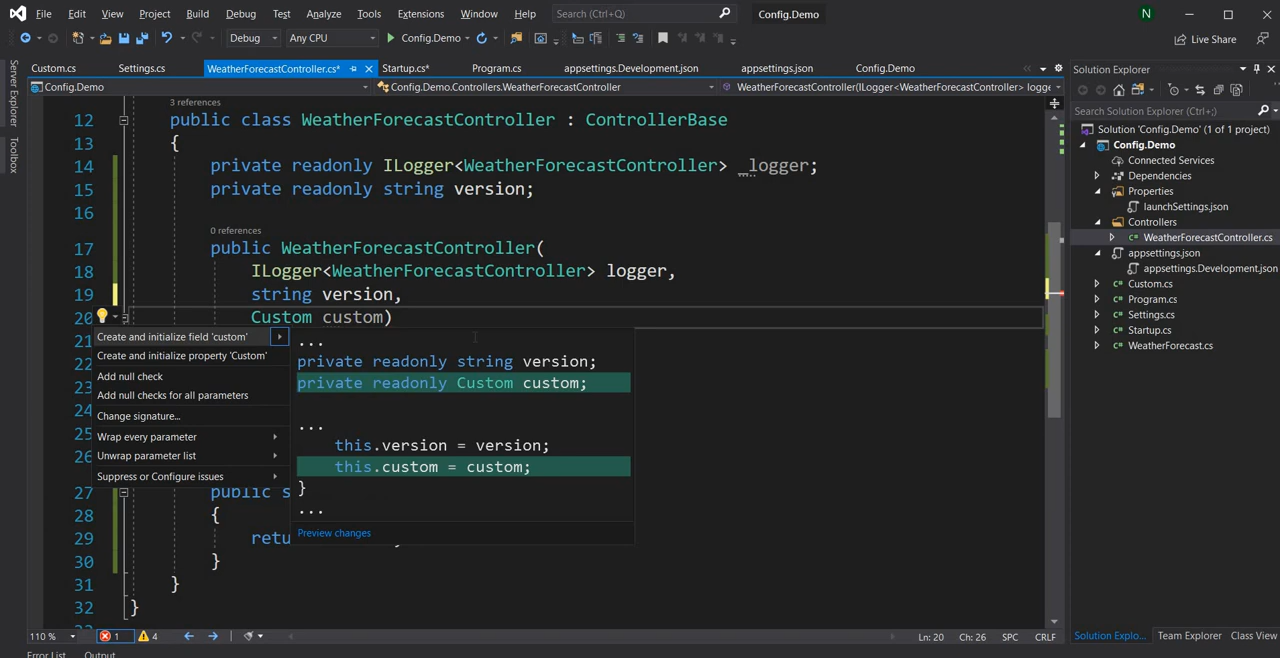 File Edit View Project Build Debug Test Analyze Tools Extensions Window Help Search (Ctrl+Q) Config.Demo N
Debug Any CPU Config.Demo Live Share
Custom.cs Settings.cs WeatherForecastController.cs* Startup.cs* Program.cs appsettings.Development.json appsettings.json Config.Demo
Config.Demo Config.Demo.Controllers.WeatherForecastController WeatherForecastController(ILogger<WeatherForecastController> logge
Server Explorer
Toolbox
3 references
12 public class WeatherForecastController : ControllerBase
13 {
14 private readonly ILogger<WeatherForecastController> _logger;
15 private readonly string version;
16
0 references
17 public WeatherForecastController(
18 ILogger<WeatherForecastController> logger,
19 string version,
20 Custom custom)
21
22
23
24
25
26
27 public s
28 {
29 retu
30 }
31 }
32 }
Create and initialize field 'custom'
Create and initialize property 'Custom'
Add null check
Add null checks for all parameters
Change signature...
Wrap every parameter
Unwrap parameter list
Suppress or Configure issues
...
private readonly string version;
private readonly Custom custom;
...
this.version = version;
this.custom = custom;
}
...
Preview changes
110 % 1 4 Ln: 20 Ch: 26 SPC CRLF
Error List Output
Solution Explorer
Search Solution Explorer (Ctrl+;)
Solution 'Config.Demo' (1 of 1 project)
Config.Demo
Connected Services
Dependencies
Properties
launchSettings.json
Controllers
WeatherForecastController.cs
appsettings.json
appsettings.Development.json
Custom.cs
Program.cs
Settings.cs
Startup.cs
WeatherForecast.cs
Solution Explo... Team Explorer Class View